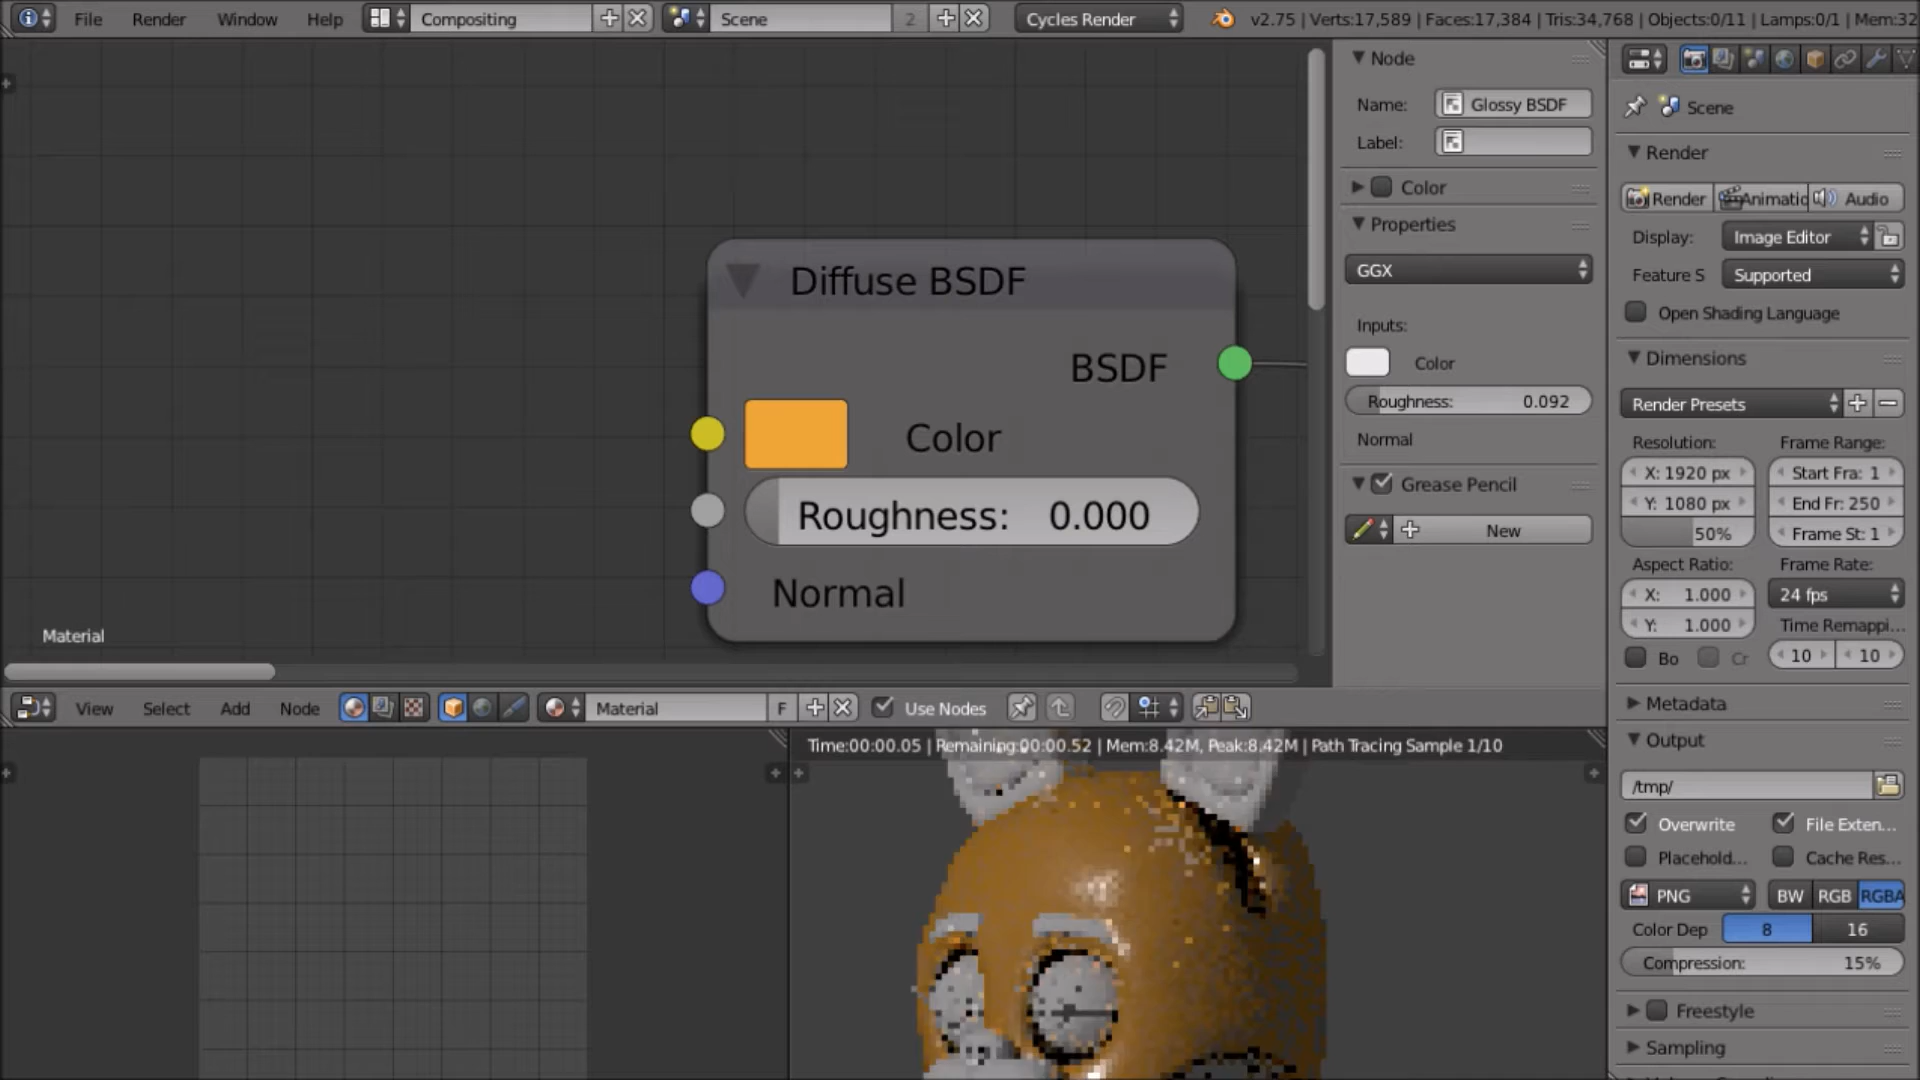 File Render Window Help Compositing Scene 2 Cycles Render v2.75 | Verts:17,589 | Faces:17,384 | Tris:34,768 | Objects:0/11 | Lamps:0/1 | Mem:32
Node
Name: Glossy BSDF
Label:
Color
Properties
GGX
Inputs:
Color
Roughness: 0.092
Normal
Grease Pencil
New
Diffuse BSDF
BSDF
Color
Roughness: 0.000
Normal
Material
View Select Add Node Material F Use Nodes
Time:00:00.05 | Remaining:00:00.52 | Mem:8.42M, Peak:8.42M | Path Tracing Sample 1/10
Scene
Render
Render Animatic Audio
Display: Image Editor
Feature S Supported
Open Shading Language
Dimensions
Render Presets
Resolution: Frame Range:
X: 1920 px Start Fra: 1
Y: 1080 px End Fr: 250
50% Frame St: 1
Aspect Ratio: Frame Rate:
X: 1.000 24 fps
Y: 1.000 Time Remappi...
Bo Cr 10 10
Metadata
Output
/tmp/
Overwrite File Exten...
Placehold... Cache Res...
PNG BW RGB RGBA
Color Dep 8 16
Compression: 15%
Freestyle
Sampling